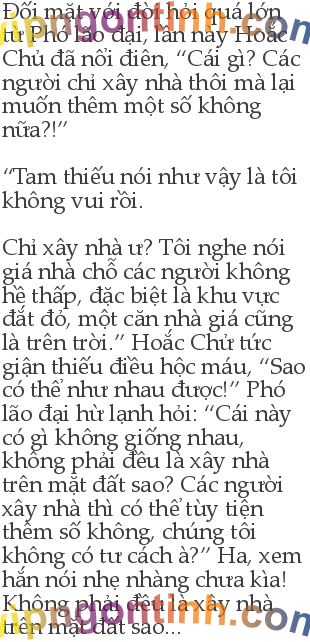 Đối mặt với đòi hỏi quá lớn
từ Phó lão đại, lần này Hoắc
Chử đã nổi điên, “Cái gì? Các
người chỉ xây nhà thôi mà lại
muốn thêm một số không
nữa?!”
“Tam thiếu nói như vậy là tôi
không vui rồi.
Chỉ xây nhà ư? Tôi nghe nói
giá nhà chỗ các người không
hề thấp, đặc biệt là khu vực
đắt đỏ, một căn nhà giá cũng
là trên trời.” Hoắc Chử tức
giận thiếu điều hộc máu, “Sao
có thể như nhau được!” Phó
lão đại hừ lạnh hỏi: “Cái này
có gì không giống nhau,
không phải đều là xây nhà
trên mặt đất sao? Các người
xây nhà thì có thể tùy tiện
thêm số không, chúng tôi
không có tư cách à?” Ha, xem
hắn nói nhẹ nhàng chưa kìa!
Không phải đều là xây nhà
trên mặt đất sao...